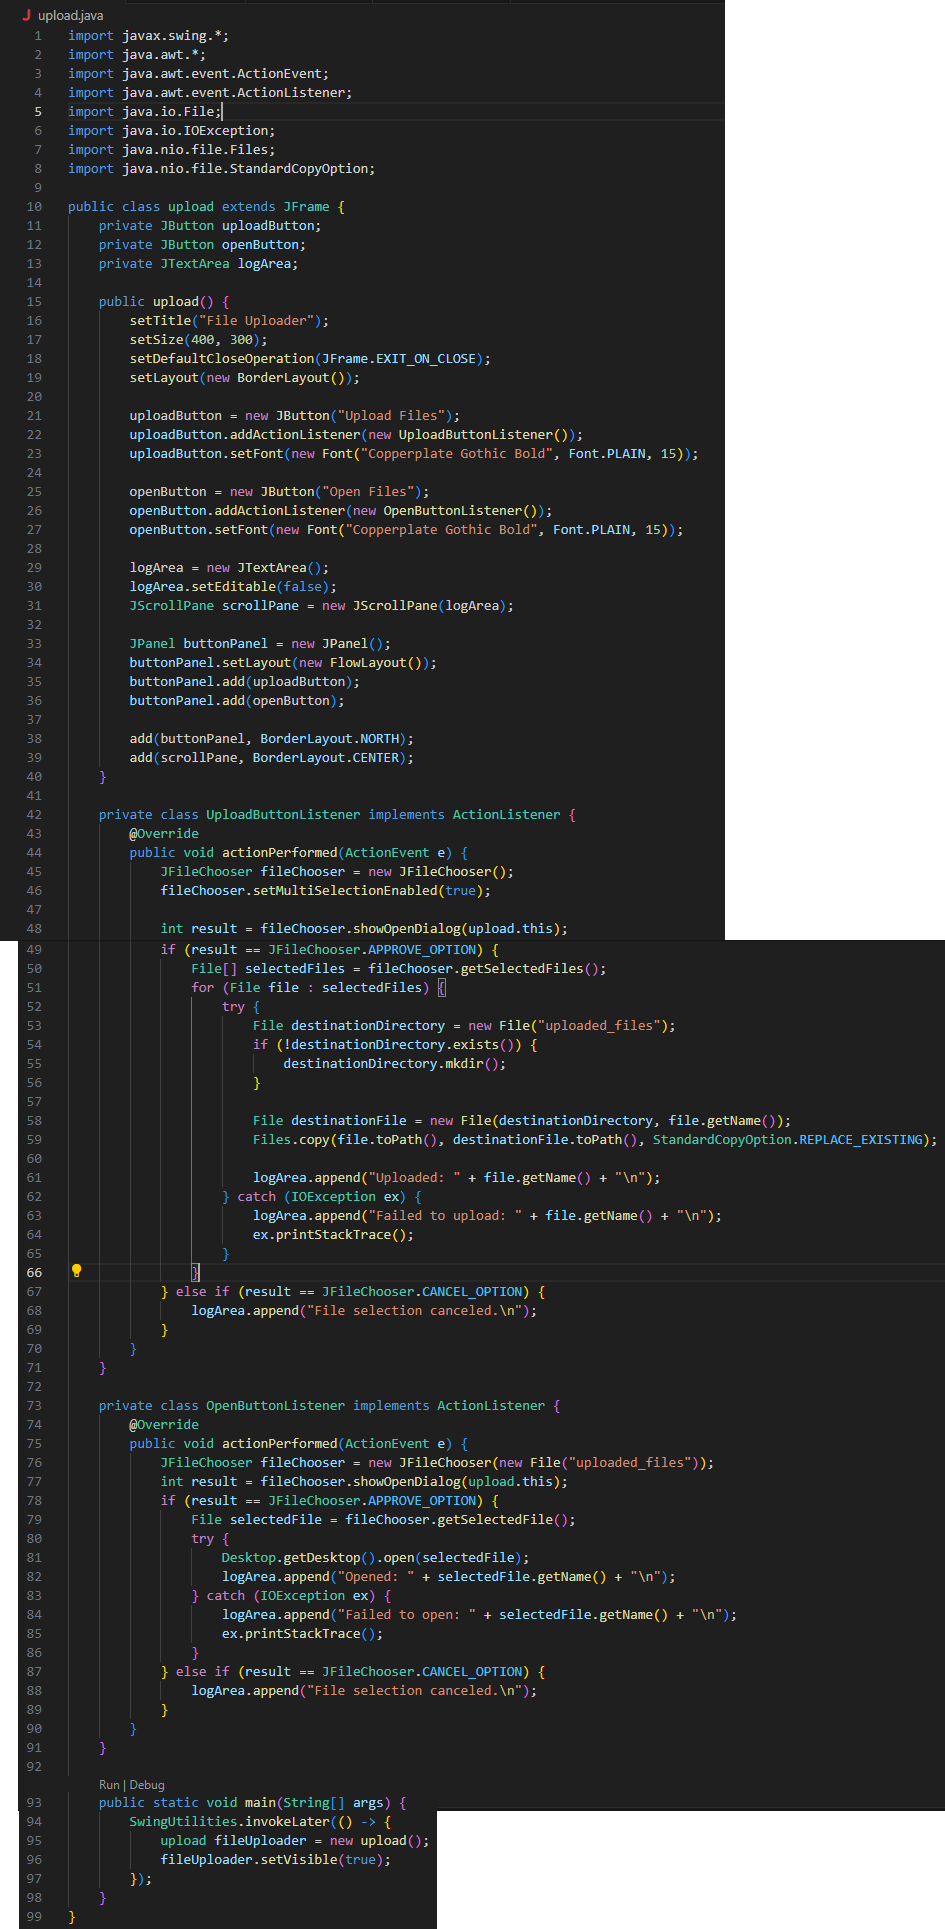 J upload.java
1 import javax.swing.*;
2 import java.awt.*;
3 import java.awt.event.ActionEvent;
4 import java.awt.event.ActionListener;
5 import java.io.File;
6 import java.io.IOException;
7 import java.nio.file.Files;
8 import java.nio.file.StandardCopyOption;
9
10 public class upload extends JFrame {
11     private JButton uploadButton;
12     private JButton openButton;
13     private JTextArea logArea;
14
15     public upload() {
16         setTitle("File Uploader");
17         setSize(400, 300);
18         setDefaultCloseOperation(JFrame.EXIT_ON_CLOSE);
19         setLayout(new BorderLayout());
20
21         uploadButton = new JButton("Upload Files");
22         uploadButton.addActionListener(new UploadButtonListener());
23         uploadButton.setFont(new Font("Copperplate Gothic Bold", Font.PLAIN, 15));
24
25         openButton = new JButton("Open Files");
26         openButton.addActionListener(new OpenButtonListener());
27         openButton.setFont(new Font("Copperplate Gothic Bold", Font.PLAIN, 15));
28
29         logArea = new JTextArea();
30         logArea.setEditable(false);
31         JScrollPane scrollPane = new JScrollPane(logArea);
32
33         JPanel buttonPanel = new JPanel();
34         buttonPanel.setLayout(new FlowLayout());
35         buttonPanel.add(uploadButton);
36         buttonPanel.add(openButton);
37
38         add(buttonPanel, BorderLayout.NORTH);
39         add(scrollPane, BorderLayout.CENTER);
40     }
41
42     private class UploadButtonListener implements ActionListener {
43         @Override
44         public void actionPerformed(ActionEvent e) {
45             JFileChooser fileChooser = new JFileChooser();
46             fileChooser.setMultiSelectionEnabled(true);
47
48             int result = fileChooser.showOpenDialog(upload.this);
49             if (result == JFileChooser.APPROVE_OPTION) {
50                 File[] selectedFiles = fileChooser.getSelectedFiles();
51                 for (File file : selectedFiles) {
52                     try {
53                         File destinationDirectory = new File("uploaded_files");
54                         if (!destinationDirectory.exists()) {
55                             destinationDirectory.mkdir();
56                         }
57
58                         File destinationFile = new File(destinationDirectory, file.getName());
59                         Files.copy(file.toPath(), destinationFile.toPath(), StandardCopyOption.REPLACE_EXISTING);
60
61                         logArea.append("Uploaded: " + file.getName() + "\n");
62                     } catch (IOException ex) {
63                         logArea.append("Failed to upload: " + file.getName() + "\n");
64                         ex.printStackTrace();
65                     }
66                 }
67             } else if (result == JFileChooser.CANCEL_OPTION) {
68                 logArea.append("File selection canceled.\n");
69             }
70         }
71     }
72
73     private class OpenButtonListener implements ActionListener {
74         @Override
75         public void actionPerformed(ActionEvent e) {
76             JFileChooser fileChooser = new JFileChooser(new File("uploaded_files"));
77             int result = fileChooser.showOpenDialog(upload.this);
78             if (result == JFileChooser.APPROVE_OPTION) {
79                 File selectedFile = fileChooser.getSelectedFile();
80                 try {
81                     Desktop.getDesktop().open(selectedFile);
82                     logArea.append("Opened: " + selectedFile.getName() + "\n");
83                 } catch (IOException ex) {
84                     logArea.append("Failed to open: " + selectedFile.getName() + "\n");
85                     ex.printStackTrace();
86                 }
87             } else if (result == JFileChooser.CANCEL_OPTION) {
88                 logArea.append("File selection canceled.\n");
89             }
90         }
91     }
92
Run | Debug
93     public static void main(String[] args) {
94         SwingUtilities.invokeLater(() -> {
95             upload fileUploader = new upload();
96             fileUploader.setVisible(true);
97         });
98     }
99 }